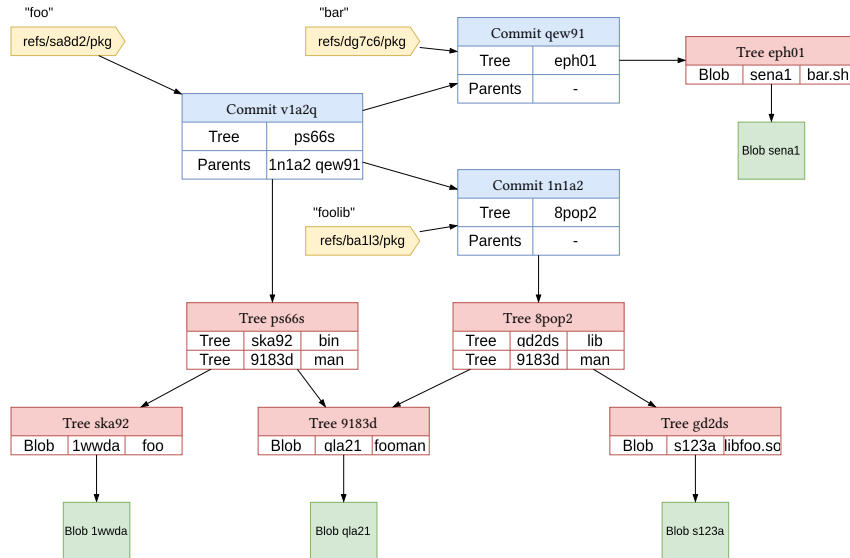 "foo"
refs/sa8d2/pkg
"bar"
refs/dg7c6/pkg
Commit qew91
Tree eph01
Parents -
Tree eph01
Blob sena1 bar.sh
Blob sena1
Commit v1a2q
Tree ps66s
Parents 1n1a2 qew91
"foolib"
refs/ba1l3/pkg
Commit 1n1a2
Tree 8pop2
Parents -
Tree ps66s
Tree ska92 bin
Tree 9183d man
Tree 8pop2
Tree gd2ds lib
Tree 9183d man
Tree ska92
Blob 1wwda foo
Tree 9183d
Blob qla21 fooman
Tree gd2ds
Blob s123a libfoo.so
Blob 1wwda
Blob qla21
Blob s123a